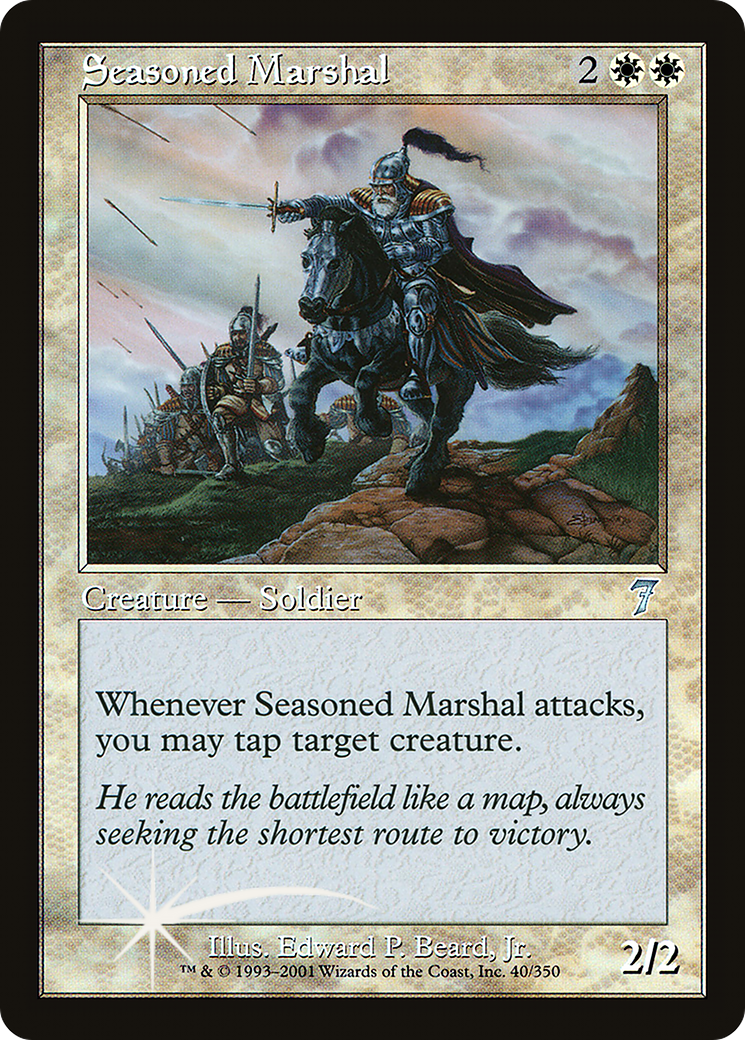 Seasoned Marshal 2
Creature — Soldier 7
Whenever Seasoned Marshal attacks,
you may tap target creature.
He reads the battlefield like a map, always
seeking the shortest route to victory.
Illus. Edward P. Beard, Jr.
™ & © 1993–2001 Wizards of the Coast, Inc. 40/350
2/2